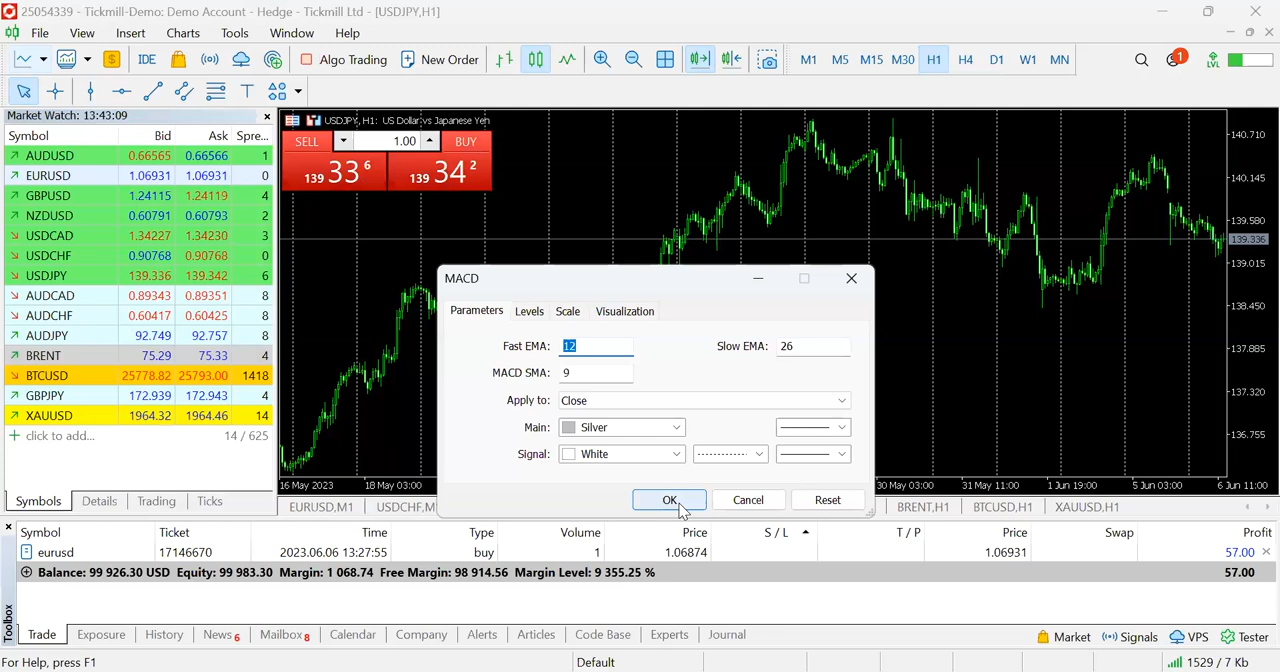 25054339 - Tickmill-Demo: Demo Account - Hedge - Tickmill Ltd - [USDJPY,H1]
File View Insert Charts Tools Window Help
IDE Algo Trading New Order M1 M5 M15 M30 H1 H4 D1 W1 MN 1 LVL
T
Market Watch: 13:43:09
Symbol Bid Ask Spre...
AUDUSD 0.66565 0.66566 1
EURUSD 1.06931 1.06931 0
GBPUSD 1.24115 1.24119 4
NZDUSD 0.60791 0.60793 2
USDCAD 1.34227 1.34230 3
USDCHF 0.90768 0.90768 0
USDJPY 139.336 139.342 6
AUDCAD 0.89343 0.89351 8
AUDCHF 0.60417 0.60425 8
AUDJPY 92.749 92.757 8
BRENT 75.29 75.33 4
BTCUSD 25778.82 25793.00 1418
GBPJPY 172.939 172.943 4
XAUUSD 1964.32 1964.46 14
click to add... 14 / 625
Symbols Details Trading Ticks
USDJPY, H1: US Dollar vs Japanese Yen
SELL 1.00 BUY
139 33 6 139 34 2
140.710
140.145
139.580
139.336
139.015
138.450
137.885
137.320
136.755
MACD
Parameters Levels Scale Visualization
Fast EMA: 12 Slow EMA: 26
MACD SMA: 9
Apply to: Close
Main: Silver
Signal: White
OK Cancel Reset
16 May 2023 18 May 03:00 30 May 03:00 31 May 11:00 1 Jun 19:00 5 Jun 03:00 6 Jun 11:00
EURUSD,M1 USDCHF,M BRENT,H1 BTCUSD,H1 XAUUSD,H1
Symbol Ticket Time Type Volume Price S / L T / P Price Swap Profit
eurusd 17146670 2023.06.06 13:27:55 buy 1 1.06874 1.06931 57.00
Balance: 99 926.30 USD Equity: 99 983.30 Margin: 1 068.74 Free Margin: 98 914.56 Margin Level: 9 355.25 % 57.00
Toolbox
Trade Exposure History News 6 Mailbox 8 Calendar Company Alerts Articles Code Base Experts Journal Market Signals VPS Tester
For Help, press F1 Default 1529 / 7 Kb